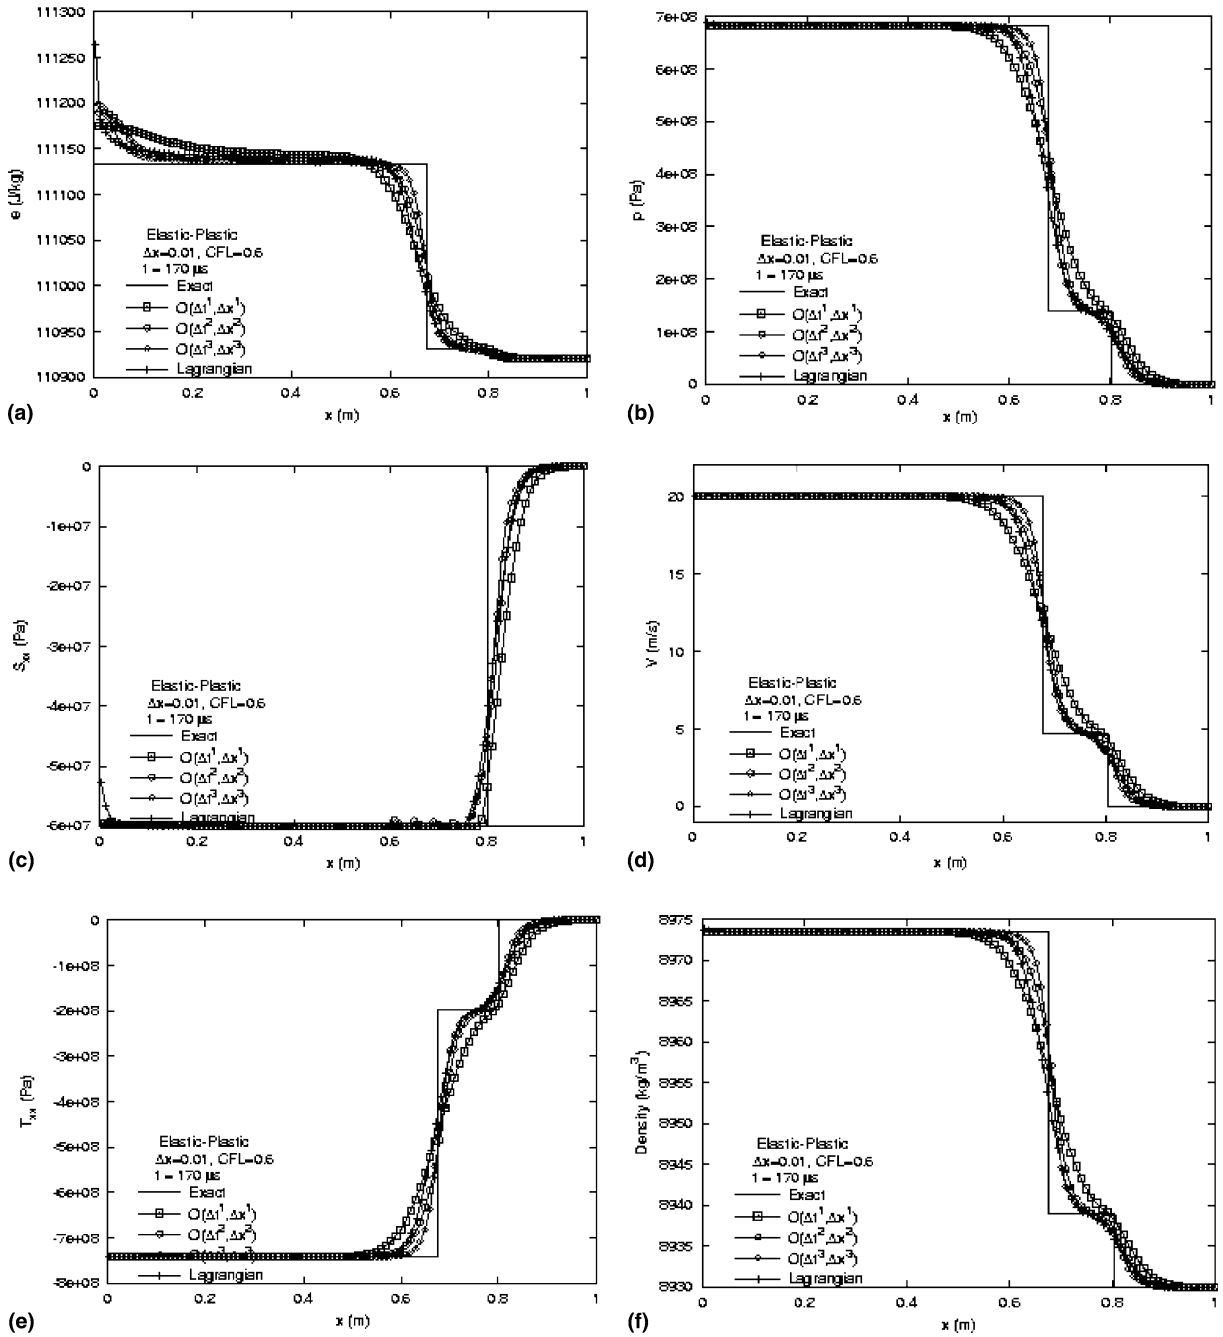 111300
111250
111200
111150
111100
111050
111000
110950
110900
e (J/kg)
Elastic-Plastic
Δx=0.01, CFL=0.6
t = 170 μs
Exact
O(Δt¹,Δx¹)
O(Δt²,Δx²)
O(Δt³,Δx³)
Lagrangian
0 0.2 0.4 0.6 0.8 1
x (m)
(a)
7e+08
6e+08
5e+08
4e+08
3e+08
2e+08
1e+08
0
p (Pa)
Elastic-Plastic
Δx=0.01, CFL=0.6
t = 170 μs
Exact
O(Δt¹,Δx¹)
O(Δt²,Δx²)
O(Δt³,Δx³)
Lagrangian
0 0.2 0.4 0.6 0.8 1
x (m)
(b)
0
-1e+07
-2e+07
-3e+07
-4e+07
-5e+07
-6e+07
Sxx (Pa)
Elastic-Plastic
Δx=0.01, CFL=0.6
t = 170 μs
Exact
O(Δt¹,Δx¹)
O(Δt²,Δx²)
O(Δt³,Δx³)
Lagrangian
0 0.2 0.4 0.6 0.8 1
x (m)
(c)
20
15
10
5
0
V (m/s)
Elastic-Plastic
Δx=0.01, CFL=0.6
t = 170 μs
Exact
O(Δt¹,Δx¹)
O(Δt²,Δx²)
O(Δt³,Δx³)
Lagrangian
0 0.2 0.4 0.6 0.8 1
x (m)
(d)
0
-1e+08
-2e+08
-3e+08
-4e+08
-5e+08
-6e+08
-7e+08
-8e+08
Txx (Pa)
Elastic-Plastic
Δx=0.01, CFL=0.6
t = 170 μs
Exact
O(Δt¹,Δx¹)
O(Δt²,Δx²)
O(Δt³,Δx³)
Lagrangian
0 0.2 0.4 0.6 0.8 1
x (m)
(e)
8975
8970
8965
8960
8955
8950
8945
8940
8935
8930
Density (kg/m³)
Elastic-Plastic
Δx=0.01, CFL=0.6
t = 170 μs
Exact
O(Δt¹,Δx¹)
O(Δt²,Δx²)
O(Δt³,Δx³)
Lagrangian
0 0.2 0.4 0.6 0.8 1
x (m)
(f)